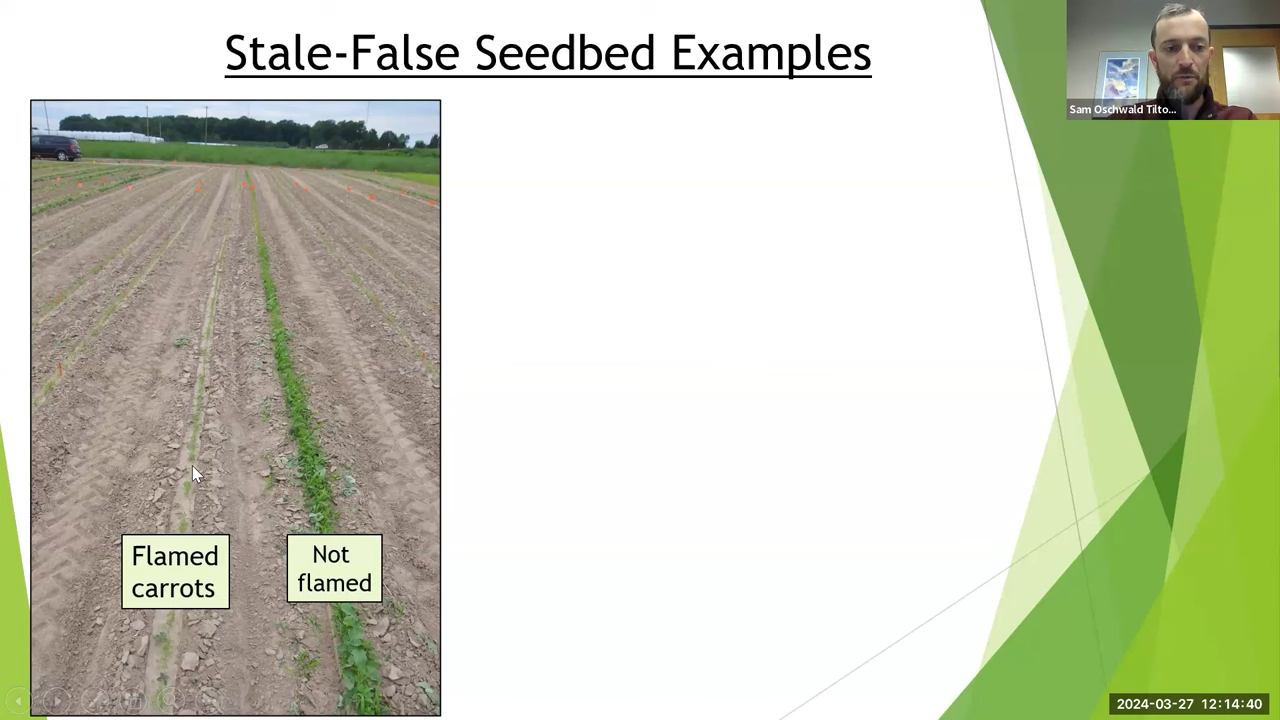 Stale-False Seedbed Examples
Sam Oschwald Tilto...
Flamed
carrots
Not
flamed
2024-03-27 12:14:40